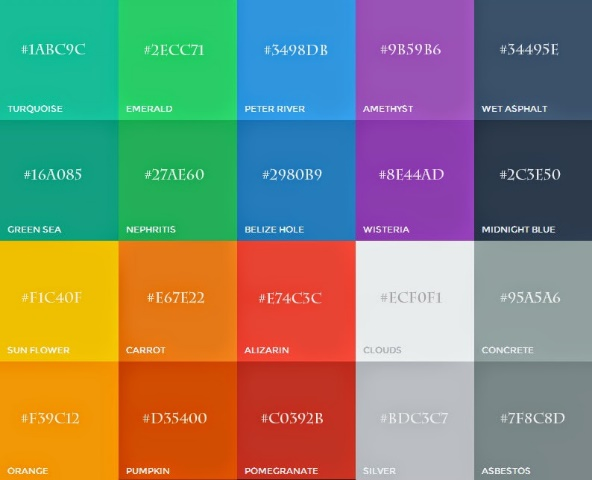 #1ABC9C
#2ECC71
#3498DB
#9B59B6
#34495E
TURQUOISE
EMERALD
PETER RIVER
AMETHYST
WET ASPHALT
#16A085
#27AE60
#2980B9
#8E44AD
#2C3E50
GREEN SEA
NEPHRITIS
BELIZE HOLE
WISTERIA
MIDNIGHT BLUE
#F1C40F
#E67E22
#E74C3C
#ECF0F1
#95A5A6
SUN FLOWER
CARROT
ALIZARIN
CLOUDS
CONCRETE
#F39C12
#D35400
#C0392B
#BDC3C7
#7F8C8D
ORANGE
PUMPKIN
POMEGRANATE
SILVER
ASBESTOS